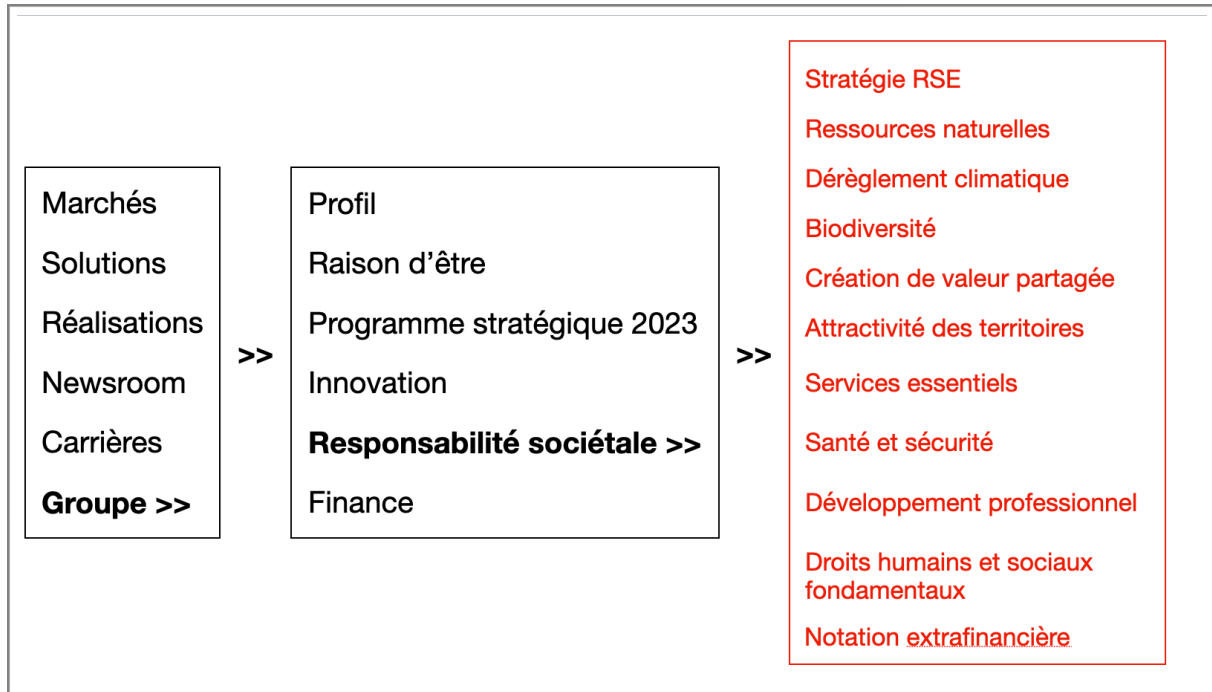 Marchés
Solutions
Réalisations
Newsroom
Carrières
Groupe >>
>>
Profil
Raison d’être
Programme stratégique 2023
Innovation
Responsabilité sociétale >>
Finance
>>
Stratégie RSE
Ressources naturelles
Dérèglement climatique
Biodiversité
Création de valeur partagée
Attractivité des territoires
Services essentiels
Santé et sécurité
Développement professionnel
Droits humains et sociaux
fondamentaux
Notation extrafinancière